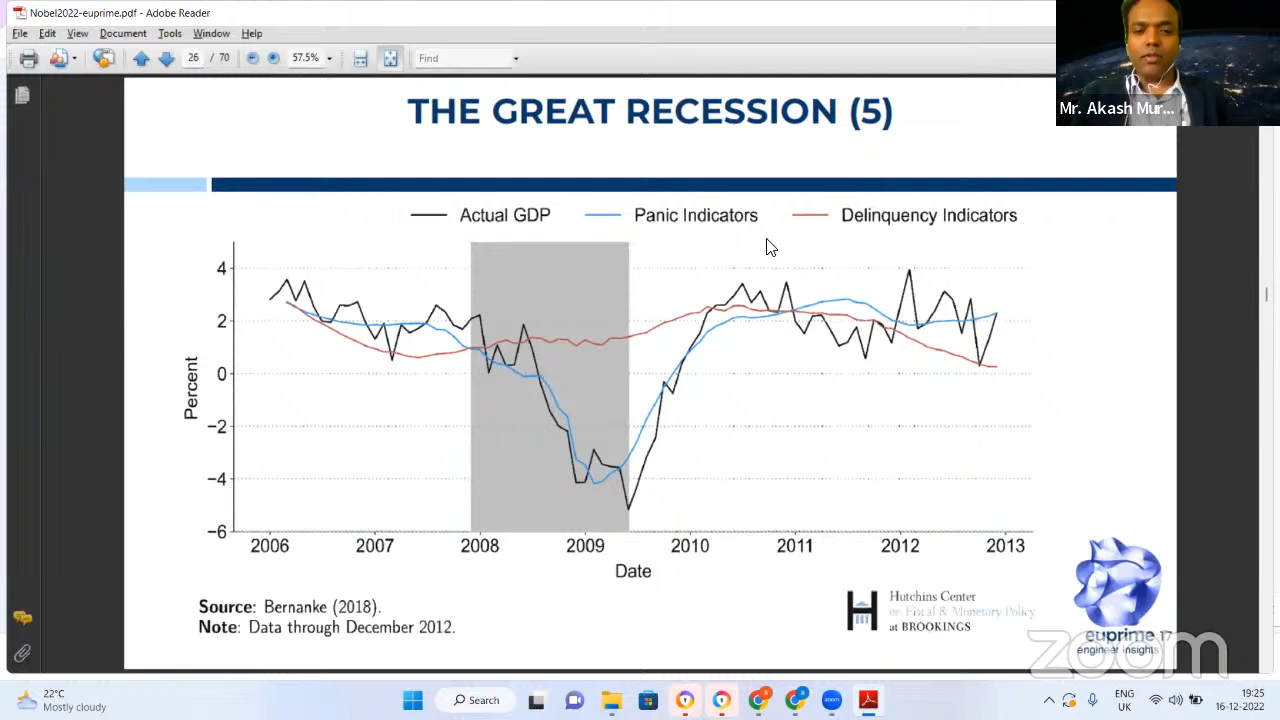 Nobel2022-euprime.pdf - Adobe Reader
File Edit View Document Tools Window Help
26 / 70 57.5% Find
Mr. Akash Mur...
THE GREAT RECESSION (5)
Actual GDP Panic Indicators Delinquency Indicators
4
2
0
−2
−4
−6
Percent
2006 2007 2008 2009 2010 2011 2012 2013
Date
Source: Bernanke (2018).
Note: Data through December 2012.
H
Hutchins Center
on Fiscal & Monetary Policy
at BROOKINGS
euprime 17
engineer insights
zoom
22°C
Mostly cloudy
Search
zoom
ENG
UK
19:25
16-12-2022